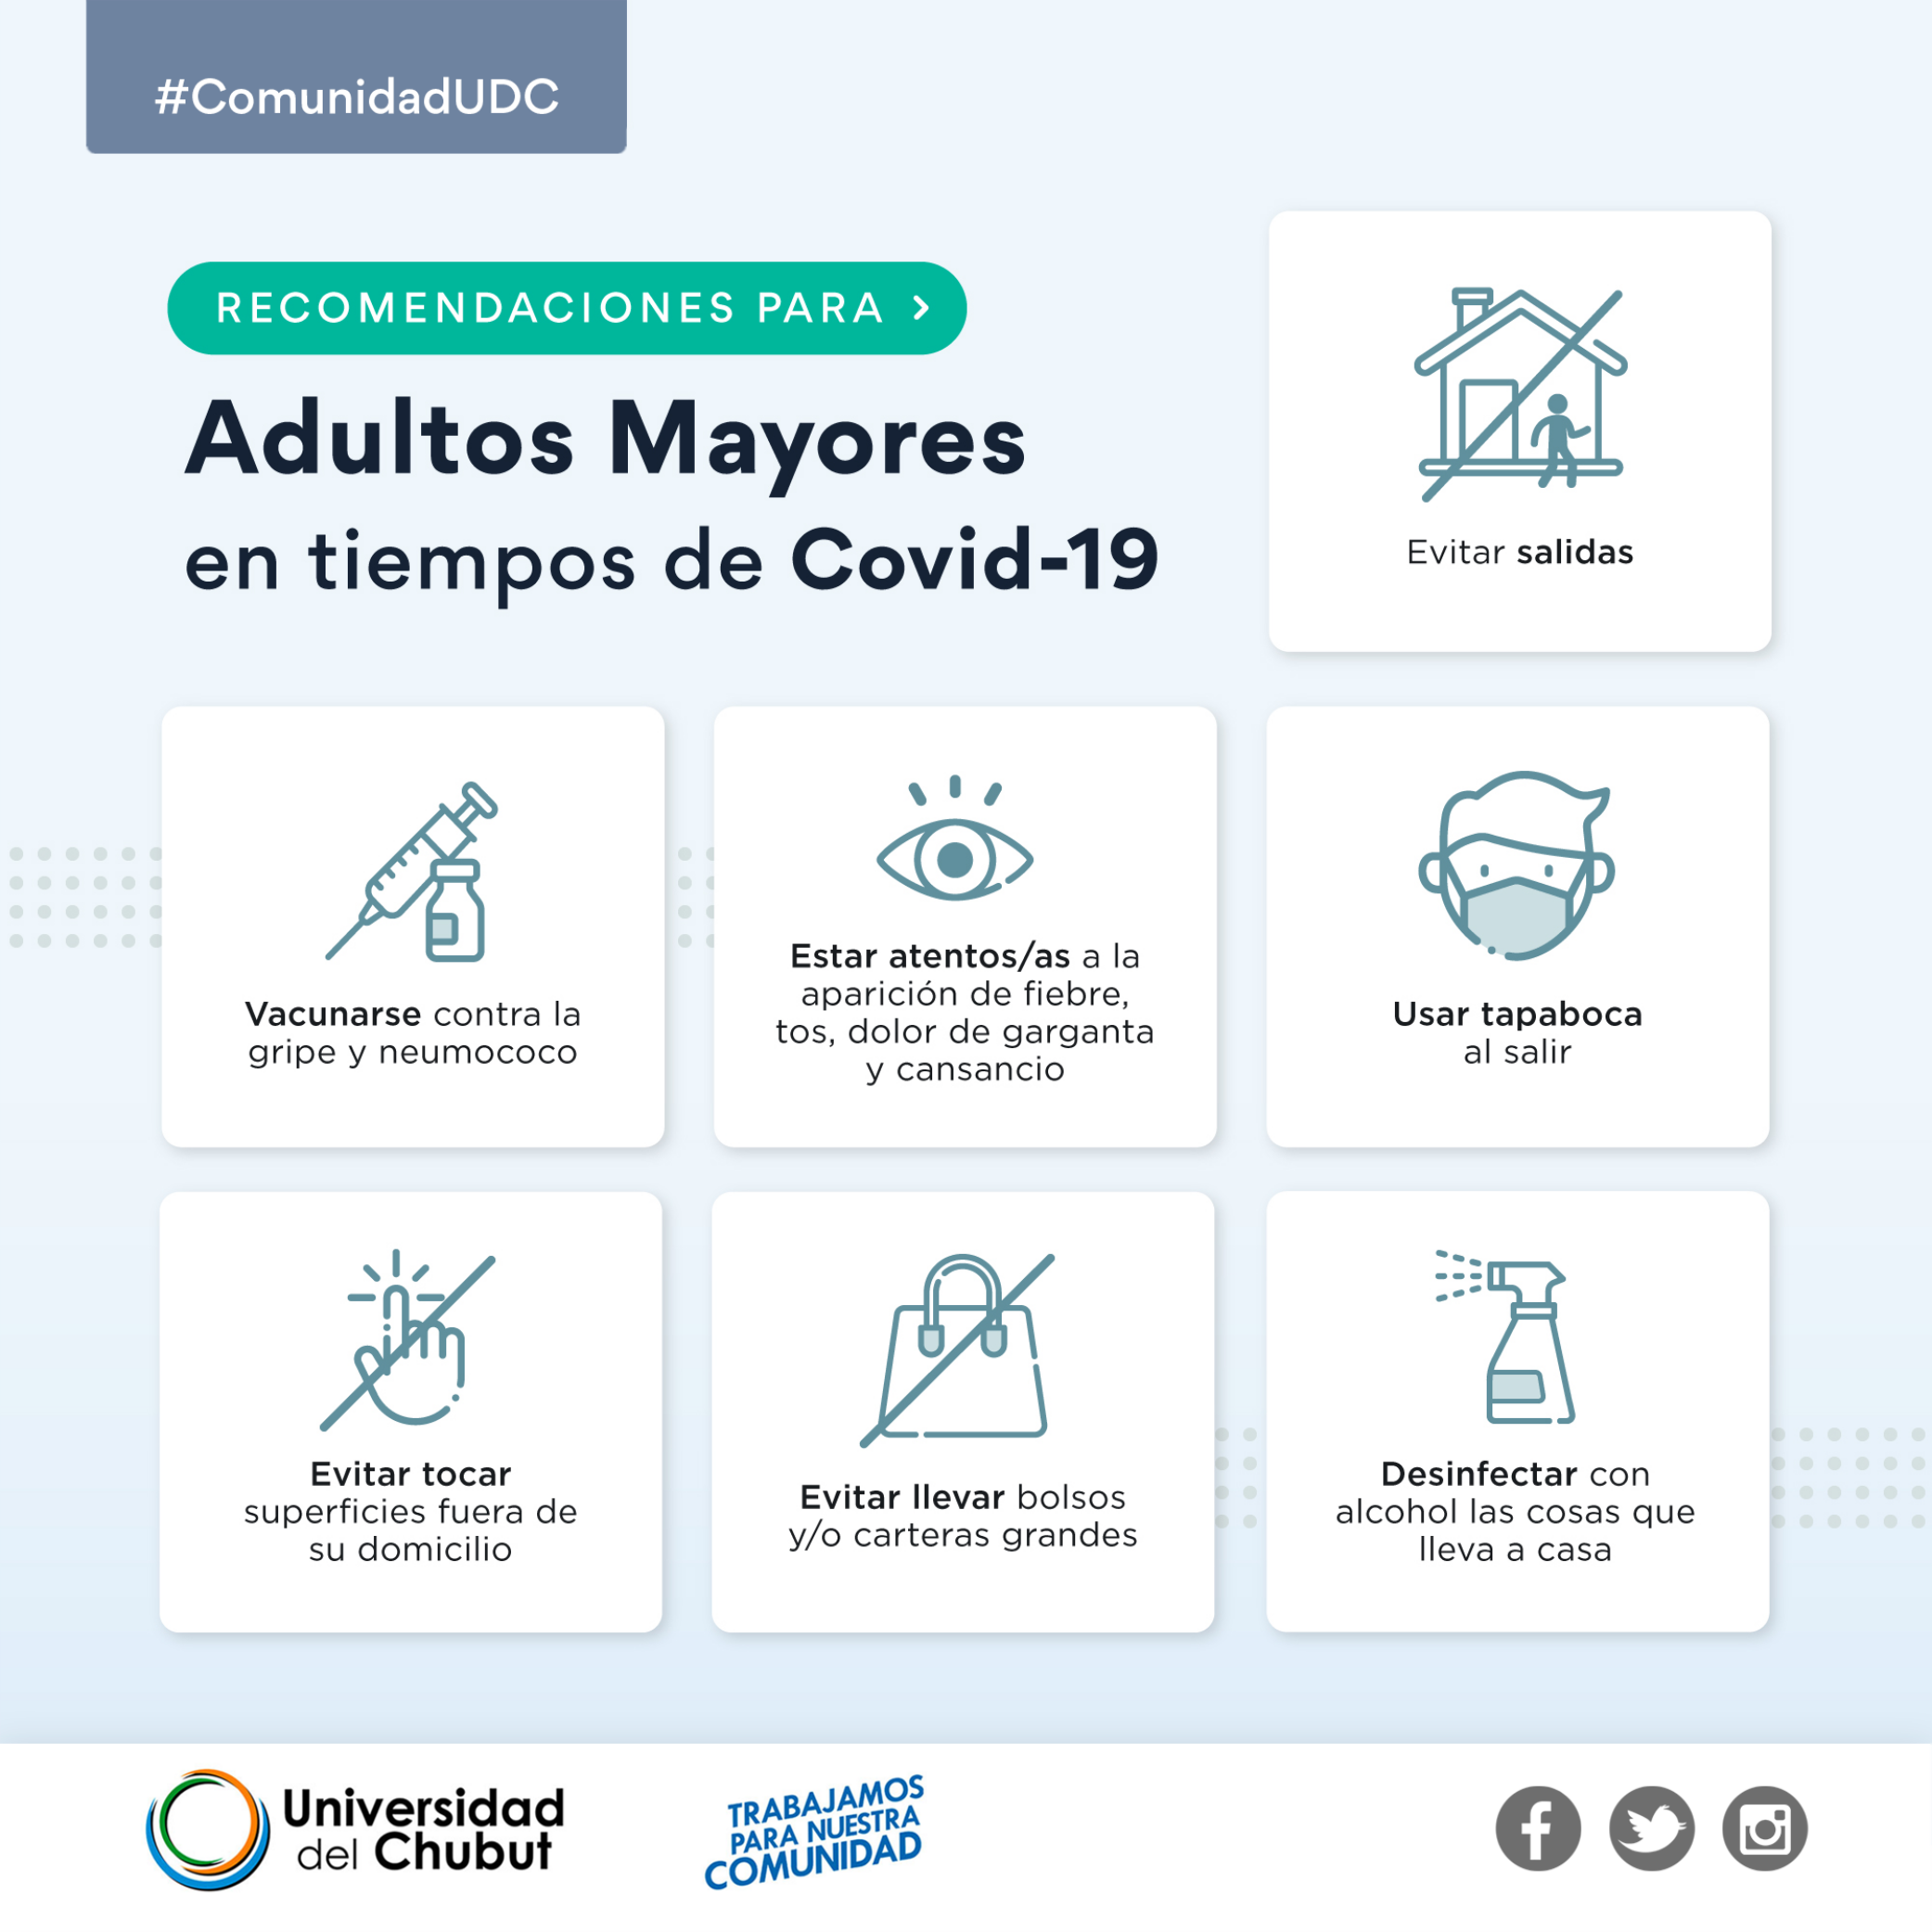 #ComunidadUDC
RECOMENDACIONES PARA >
Adultos Mayores
en tiempos de Covid-19
Evitar salidas
Vacunarse contra la
gripe y neumococo
Estar atentos/as a la
aparición de fiebre,
tos, dolor de garganta
y cansancio
Usar tapaboca
al salir
Evitar tocar
superficies fuera de
su domicilio
Evitar llevar bolsos
y/o carteras grandes
Desinfectar con
alcohol las cosas que
lleva a casa
Universidad
del Chubut
TRABAJAMOS
PARA NUESTRA
COMUNIDAD